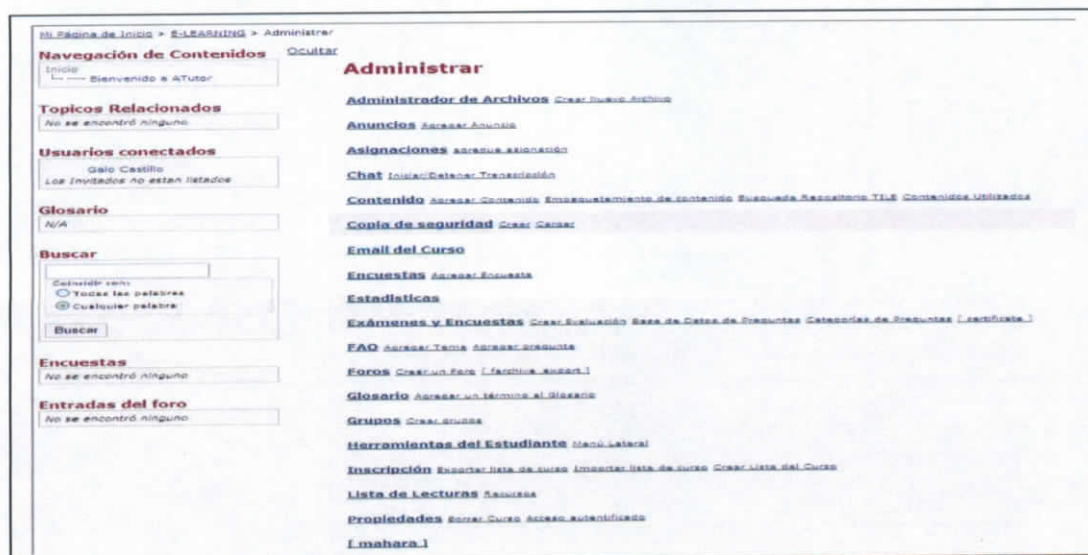 Mi Página de Inicio > E-LEARNING > Administrar
Navegación de Contenidos
Inicio
Bienvenido a ATutor
Topicos Relacionados
No se encontró ninguno
Usuarios conectados
Galo Castillo
Los Invitados no estan listados
Glosario
N/A
Buscar
Coincidir con:
Todas las palabras
Cualquier palabra
Buscar
Encuestas
No se encontró ninguno
Entradas del foro
No se encontró ninguno
Ocultar
Administrar
Administrador de Archivos Crear Nuevo Archivo
Anuncios Agregar Anuncio
Asignaciones agregue asignación
Chat Iniciar/Detener Transcripción
Contenido Agregar Contenido Empaquetamiento de contenido Busqueda Repositorio TILE Contenidos Utilizados
Copia de seguridad Crear Cargar
Email del Curso
Encuestas Agregar Encuesta
Estadísticas
Exámenes y Encuestas Crear Evaluación Base de Datos de Preguntas Categorías de Preguntas [ certificate ]
FAQ Agregar Tema Agregar pregunta
Foros Crear un Foro [ farchive_export ]
Glosario Agregar un término al Glosario
Grupos Crear grupos
Herramientas del Estudiante Menú Lateral
Inscripción Exportar lista de curso Importar lista de curso Crear Lista del Curso
Lista de Lecturas Recursos
Propiedades Borrar Curso Acceso autentificado
[ mahara ]